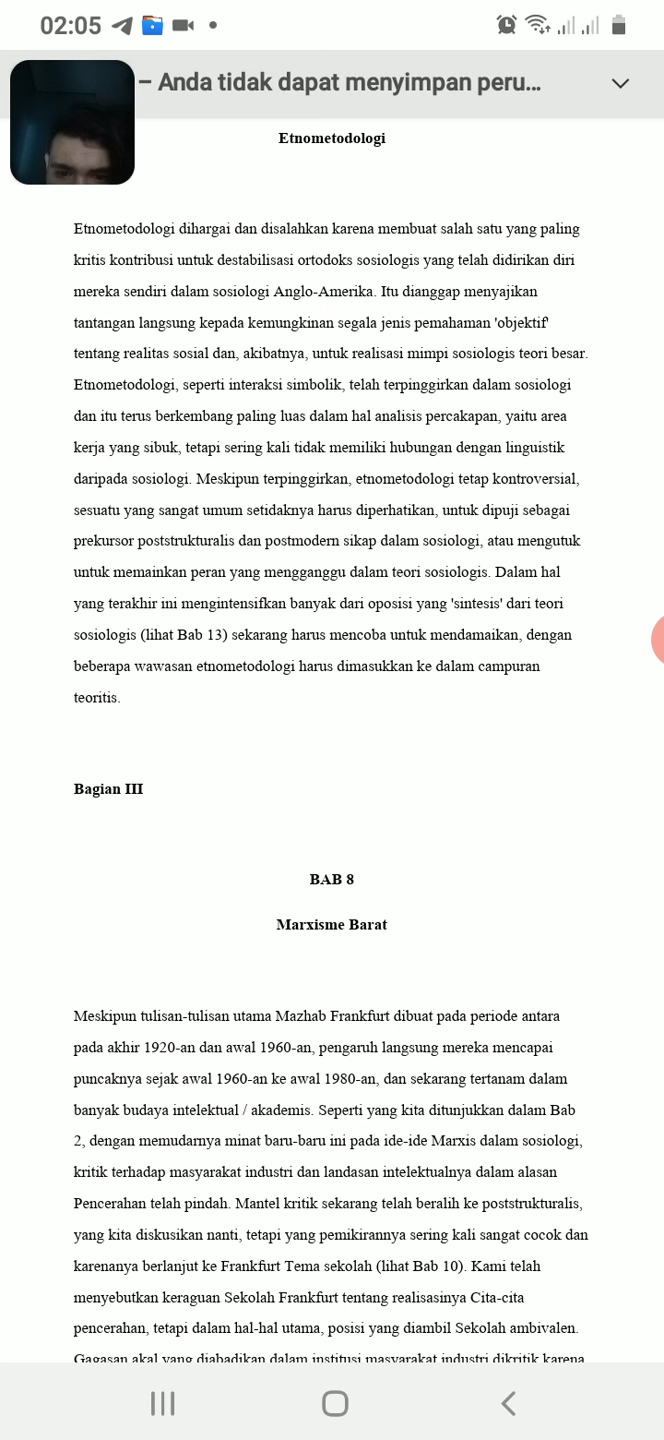 02:05
– Anda tidak dapat menyimpan peru...
Etnometodologi
Etnometodologi dihargai dan disalahkan karena membuat salah satu yang paling
kritis kontribusi untuk destabilisasi ortodoks sosiologis yang telah didirikan diri
mereka sendiri dalam sosiologi Anglo-Amerika. Itu dianggap menyajikan
tantangan langsung kepada kemungkinan segala jenis pemahaman 'objektif'
tentang realitas sosial dan, akibatnya, untuk realisasi mimpi sosiologis teori besar.
Etnometodologi, seperti interaksi simbolik, telah terpinggirkan dalam sosiologi
dan itu terus berkembang paling luas dalam hal analisis percakapan, yaitu area
kerja yang sibuk, tetapi sering kali tidak memiliki hubungan dengan linguistik
daripada sosiologi. Meskipun terpinggirkan, etnometodologi tetap kontroversial,
sesuatu yang sangat umum setidaknya harus diperhatikan, untuk dipuji sebagai
prekursor poststrukturalis dan postmodern sikap dalam sosiologi, atau mengutuk
untuk memainkan peran yang mengganggu dalam teori sosiologis. Dalam hal
yang terakhir ini mengintensifkan banyak dari oposisi yang 'sintesis' dari teori
sosiologis (lihat Bab 13) sekarang harus mencoba untuk mendamaikan, dengan
beberapa wawasan etnometodologi harus dimasukkan ke dalam campuran
teoritis.
Bagian III
BAB 8
Marxisme Barat
Meskipun tulisan-tulisan utama Mazhab Frankfurt dibuat pada periode antara
pada akhir 1920-an dan awal 1960-an, pengaruh langsung mereka mencapai
puncaknya sejak awal 1960-an ke awal 1980-an, dan sekarang tertanam dalam
banyak budaya intelektual / akademis. Seperti yang kita ditunjukkan dalam Bab
2, dengan memudarnya minat baru-baru ini pada ide-ide Marxis dalam sosiologi,
kritik terhadap masyarakat industri dan landasan intelektualnya dalam alasan
Pencerahan telah pindah. Mantel kritik sekarang telah beralih ke poststrukturalis,
yang kita diskusikan nanti, tetapi yang pemikirannya sering kali sangat cocok dan
karenanya berlanjut ke Frankfurt Tema sekolah (lihat Bab 10). Kami telah
menyebutkan keraguan Sekolah Frankfurt tentang realisasinya Cita-cita
pencerahan, tetapi dalam hal-hal utama, posisi yang diambil Sekolah ambivalen.
Gagasan akal yang diabadikan dalam institusi masyarakat industri dikritik karena